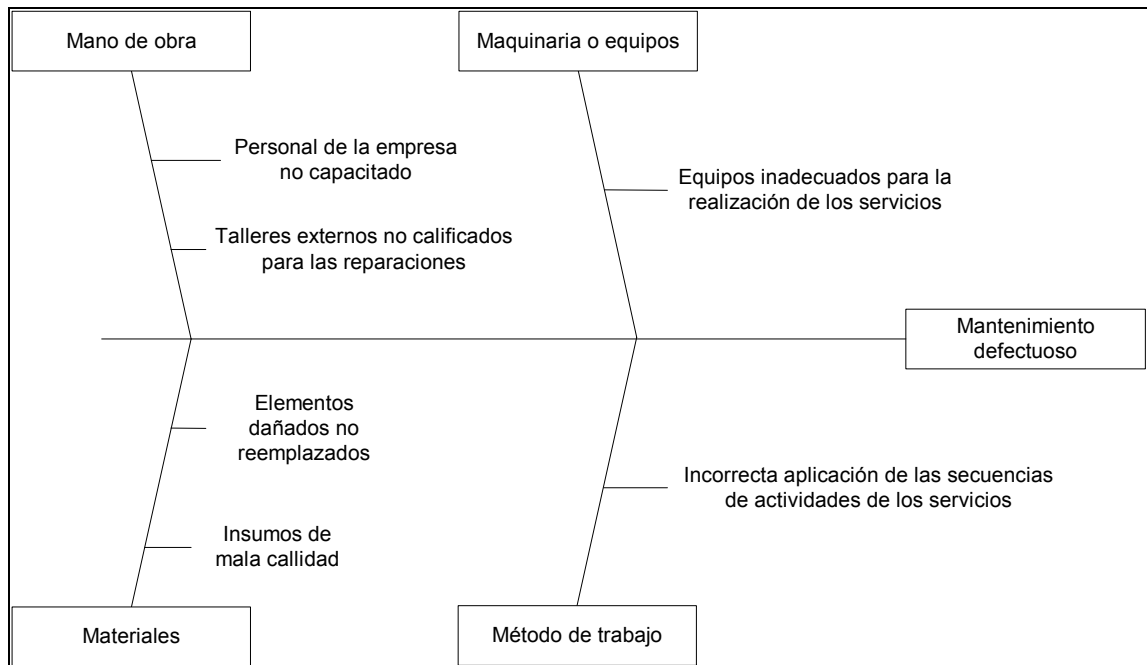 Mano de obra
Maquinaria o equipos
Personal de la empresa
no capacitado
Equipos inadecuados para la
realización de los servicios
Talleres externos no calificados
para las reparaciones
Mantenimiento
defectuoso
Elementos
dañados no
reemplazados
Incorrecta aplicación de las secuencias
de actividades de los servicios
Insumos de
mala callidad
Materiales
Método de trabajo